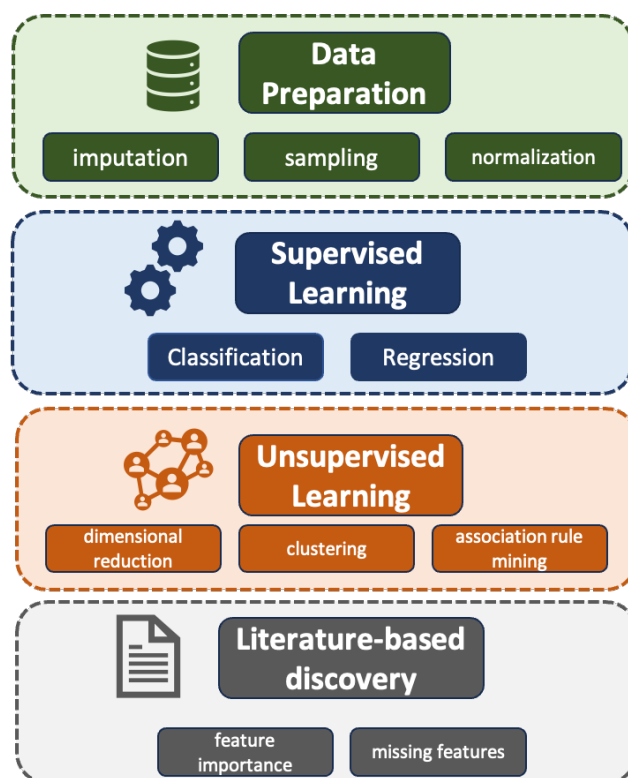 Data
Preparation
imputation
sampling
normalization
Supervised
Learning
Classification
Regression
Unsupervised
Learning
dimensional
reduction
clustering
association rule
mining
Literature-based
discovery
feature
importance
missing features